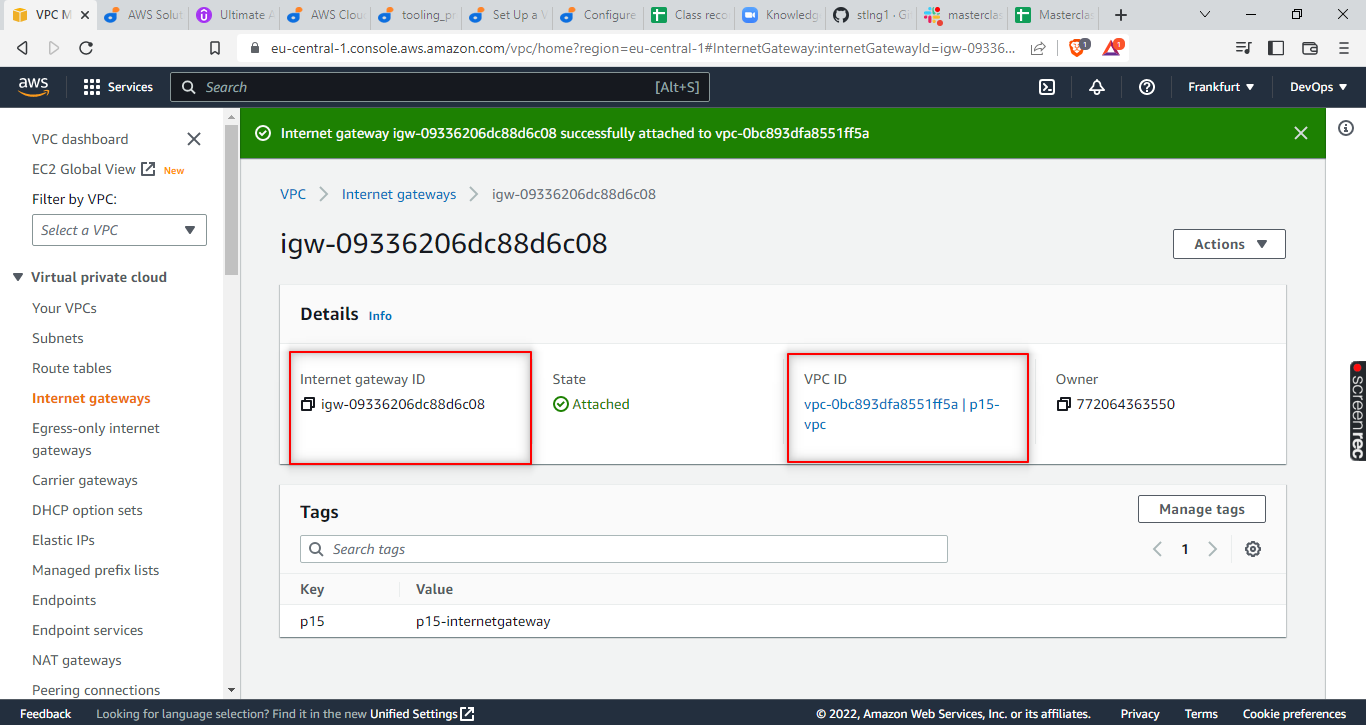 VPC M
AWS Solut
Ultimate A
AWS Clou
tooling_pr
Set Up a V
Configure
Class reco
Knowledg
stlng1 · Gi
masterclas
Masterclas
eu-central-1.console.aws.amazon.com/vpc/home?region=eu-central-1#InternetGateway:internetGatewayId=igw-09336...
1
1
aws
Services
Search
[Alt+S]
Frankfurt
DevOps
VPC dashboard
EC2 Global View
New
Filter by VPC:
Select a VPC
Virtual private cloud
Your VPCs
Subnets
Route tables
Internet gateways
Egress-only internet
gateways
Carrier gateways
DHCP option sets
Elastic IPs
Managed prefix lists
Endpoints
Endpoint services
NAT gateways
Peering connections
Internet gateway igw-09336206dc88d6c08 successfully attached to vpc-0bc893dfa8551ff5a
VPC
Internet gateways
igw-09336206dc88d6c08
igw-09336206dc88d6c08
Actions
Details Info
Internet gateway ID
igw-09336206dc88d6c08
State
Attached
VPC ID
vpc-0bc893dfa8551ff5a | p15-
vpc
Owner
772064363550
Tags
Manage tags
Search tags
1
Key
Value
p15
p15-internetgateway
screenrec
Feedback
Looking for language selection? Find it in the new Unified Settings
© 2022, Amazon Web Services, Inc. or its affiliates.
Privacy
Terms
Cookie preferences